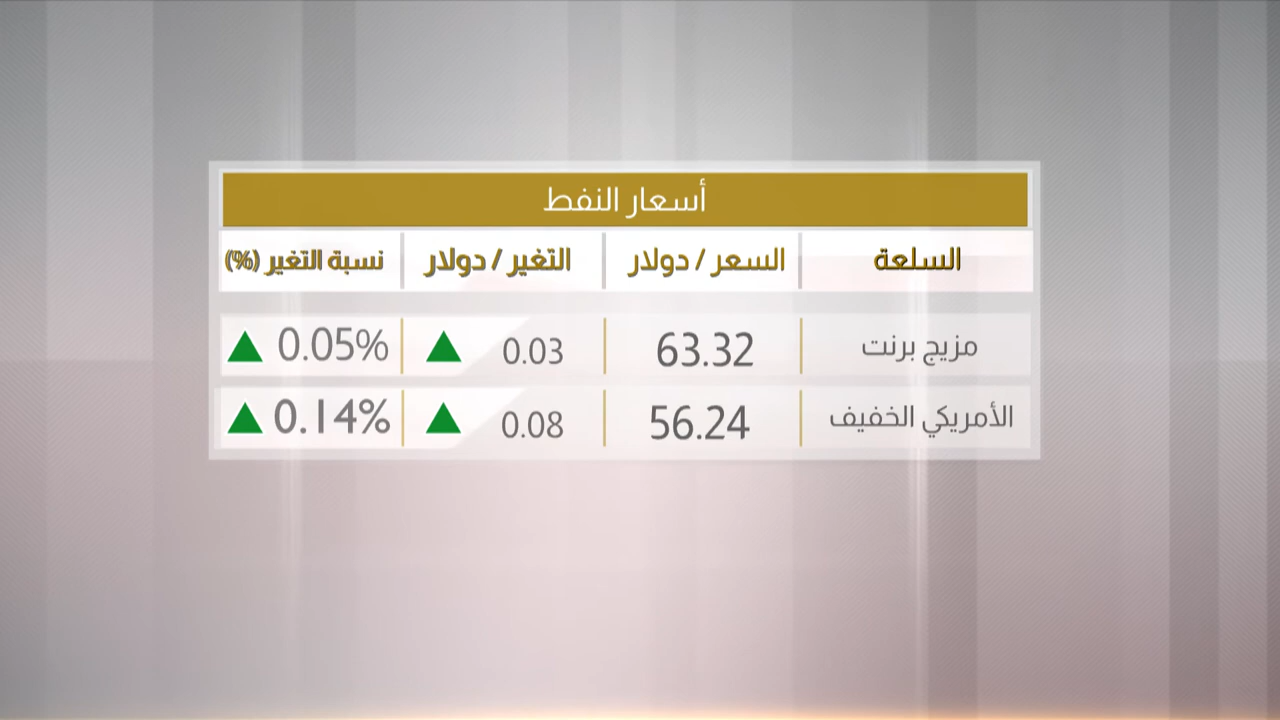 أسعار النفط
السلعة السعر / دولار التغير / دولار نسبة التغير (%)
مزيج برنت 63.32 0.03 0.05%
الأمريكي الخفيف 56.24 0.08 0.14%